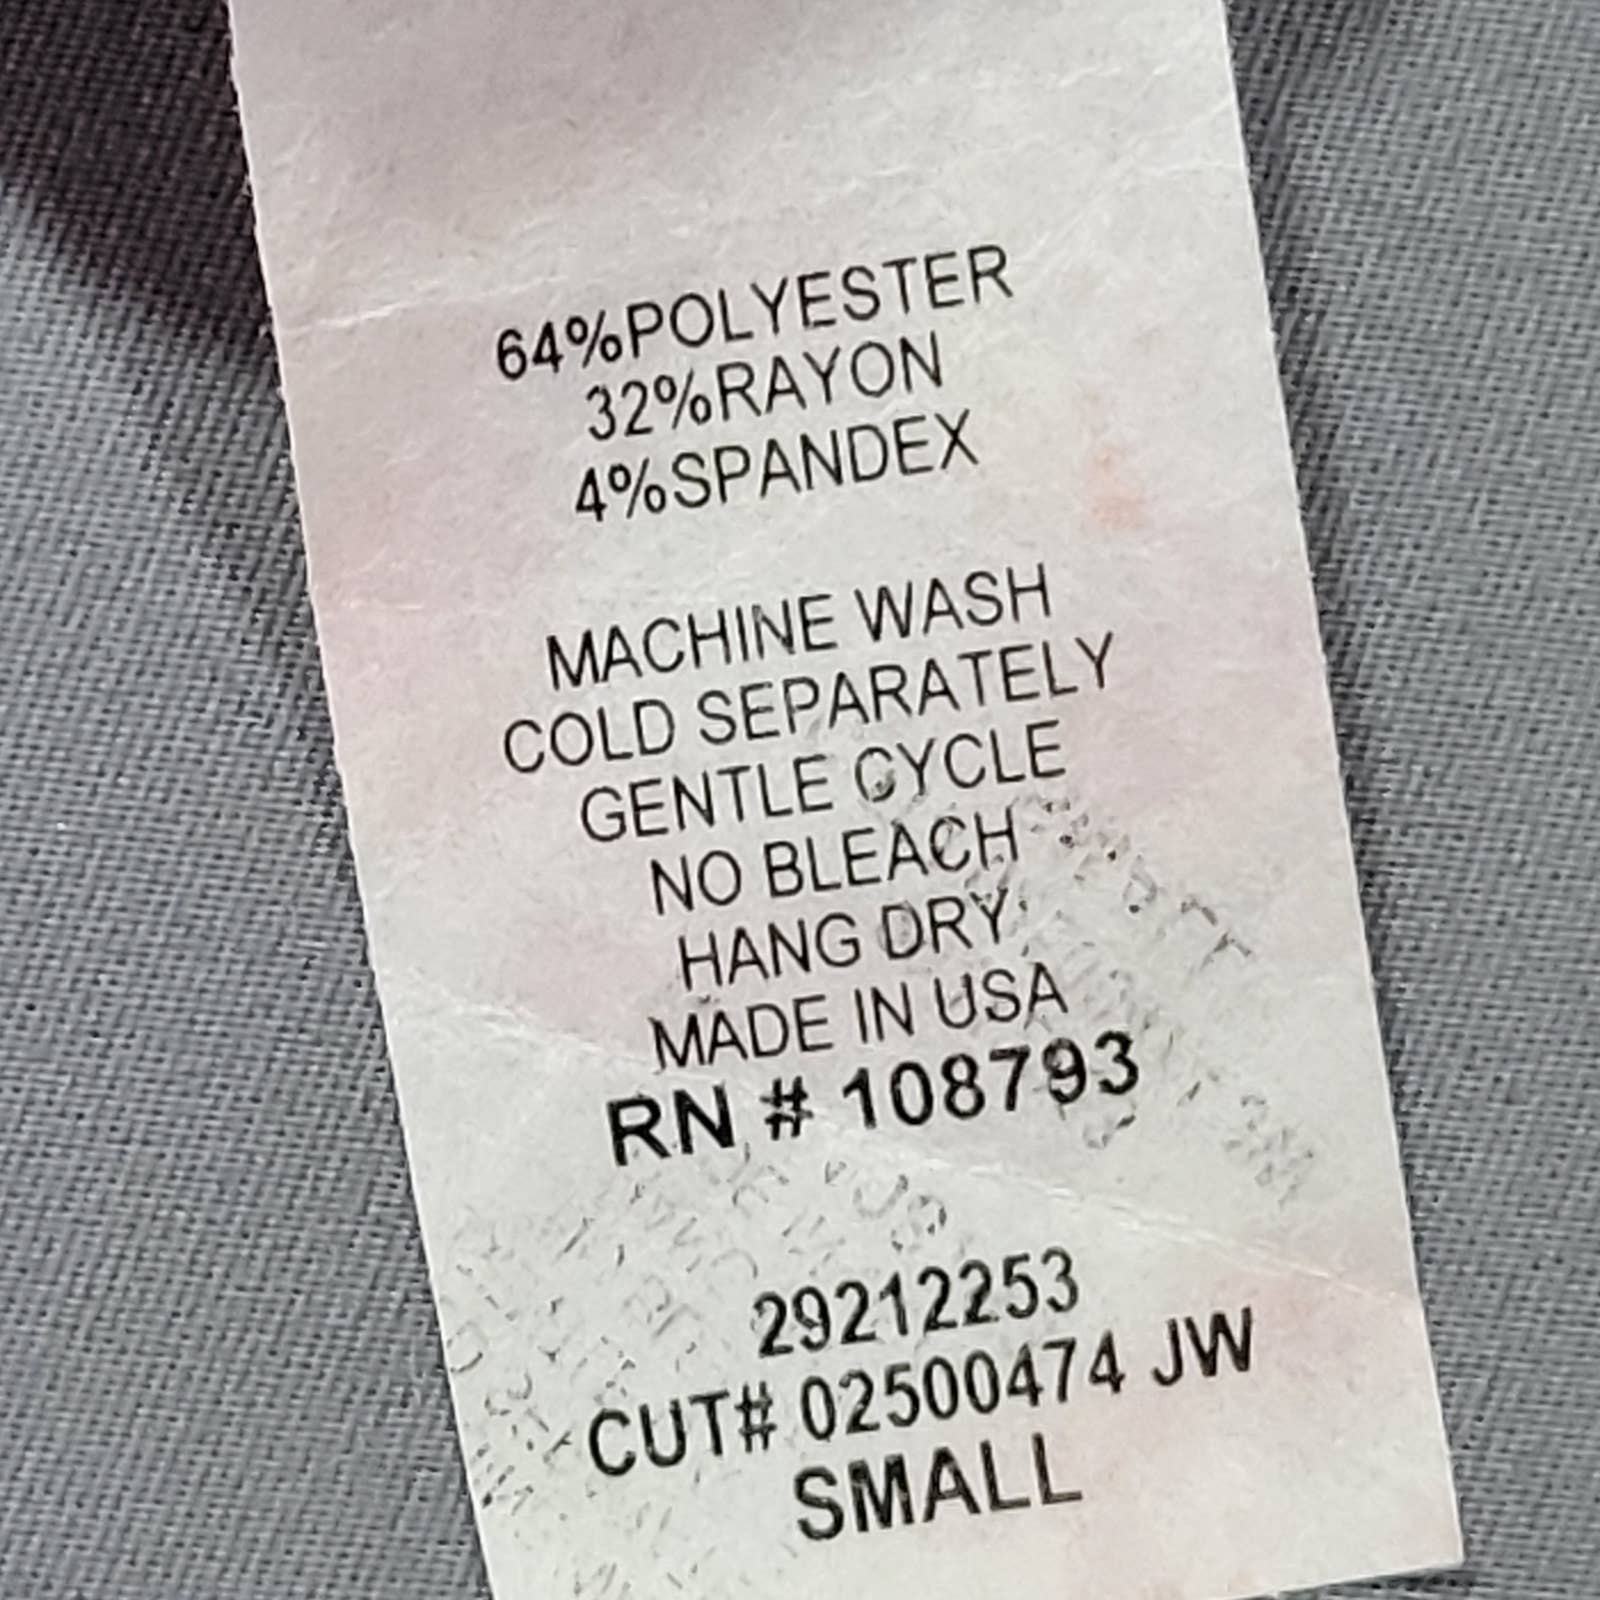 64%POLYESTER
32%RAYON
4%SPANDEX
MACHINE WASH
COLD SEPARATELY
GENTLE CYCLE
NO BLEACH
HANG DRY
MADE IN USA
RN # 108793
29212253
CUT# 02500474 JW
SMALL